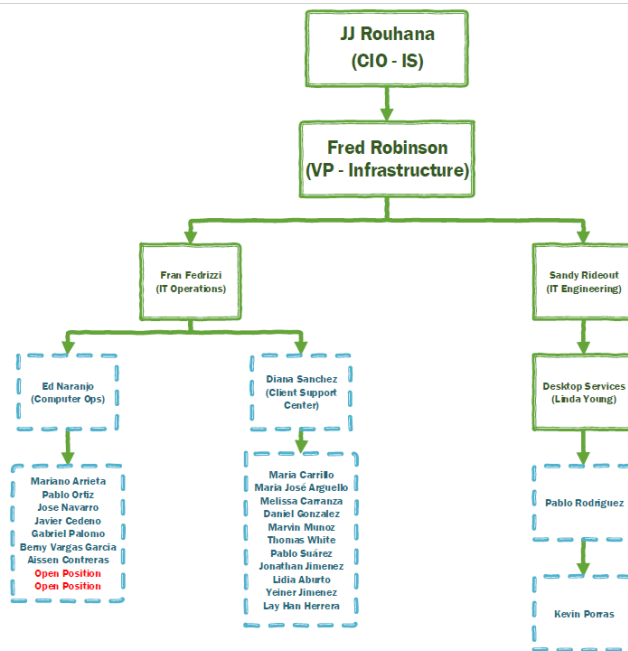 JJ Rouhana
(CIO - IS)
Fred Robinson
(VP - Infrastructure)
Fran Fedrizzi
(IT Operations)
Sandy Rideout
(IT Engineering)
Ed Naranjo
(Computer Ops)
Diana Sanchez
(Client Support
Center)
Desktop Services
(Linda Young)
Mariano Arrieta
Pablo Ortiz
Jose Navarro
Javier Cedeno
Gabriel Palomo
Berny Vargas Garcia
Aissen Contreras
Open Position
Open Position
Maria Carrillo
Maria José Arguello
Melissa Carranza
Daniel Gonzalez
Marvin Munoz
Thomas White
Pablo Suárez
Jonathan Jimenez
Lidia Aburto
Yeiner Jimenez
Lay Han Herrera
Pablo Rodriguez
Kevin Porras